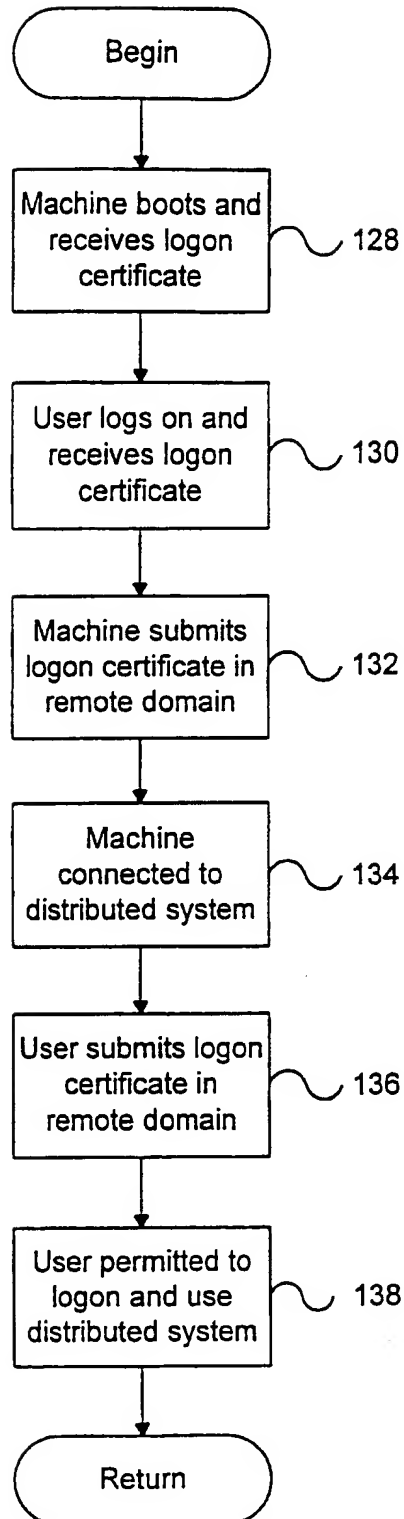 Begin
Machine boots and
receives logon
certificate
128
User logs on and
receives logon
certificate
130
Machine submits
logon certificate in
remote domain
132
Machine
connected to
distributed system
134
User submits logon
certificate in
remote domain
136
User permitted to
logon and use
distributed system
138
Return